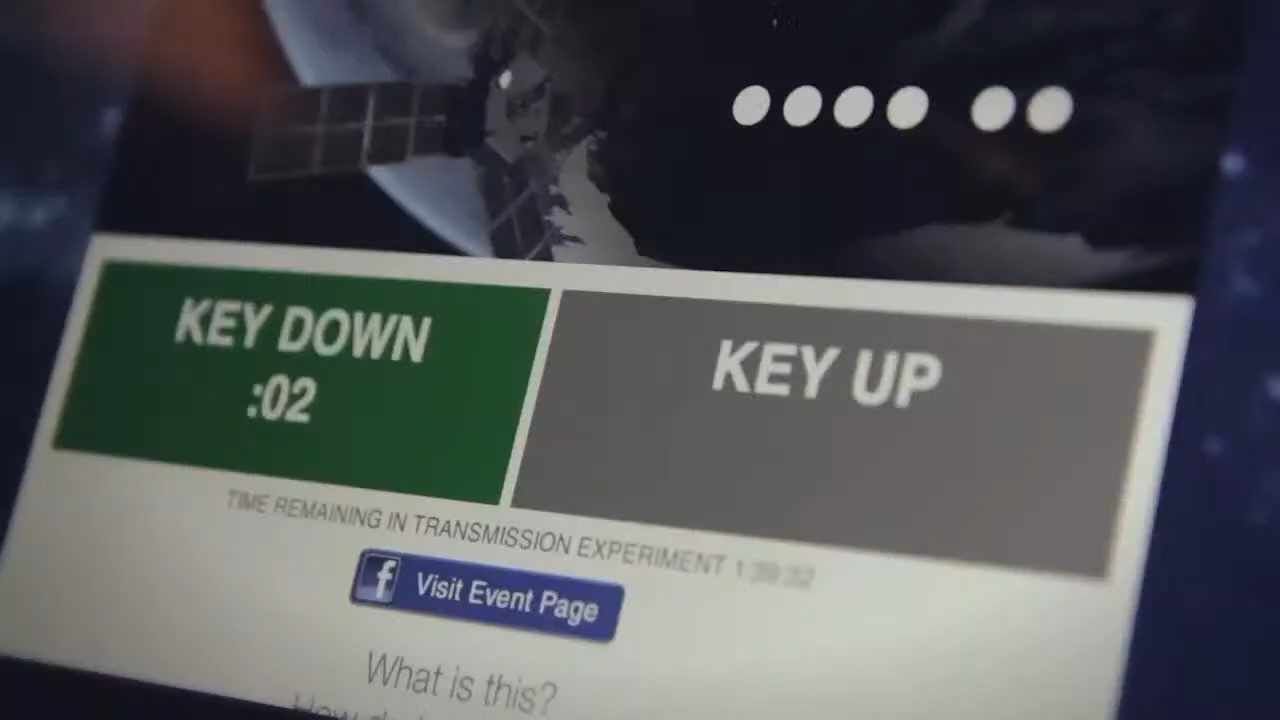 KEY DOWN
:02
KEY UP
TIME REMAINING IN TRANSMISSION EXPERIMENT
f Visit Event Page
What is this?